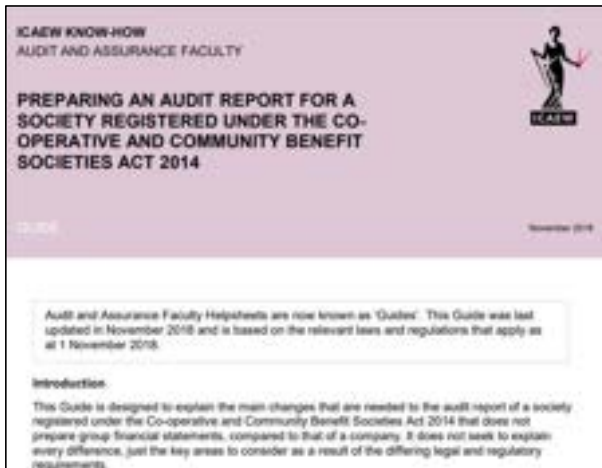 ICAEW KNOW-HOW
AUDIT AND ASSURANCE FACULTY
PREPARING AN AUDIT REPORT FOR A
SOCIETY REGISTERED UNDER THE CO-
OPERATIVE AND COMMUNITY BENEFIT
SOCIETIES ACT 2014
ICAEW
GUIDE
November 2018
Audit and Assurance Faculty Helpsheets are now known as 'Guides'. This Guide was last
updated in November 2018 and is based on the relevant laws and regulations that apply as
at 1 November 2018.
Introduction
This Guide is designed to explain the main changes that are needed to the audit report of a society
registered under the Co-operative and Community Benefit Societies Act 2014 that does not
prepare group financial statements, compared to that of a company. It does not seek to explain
every difference, just the key areas to consider as a result of the differing legal and regulatory
requirements.